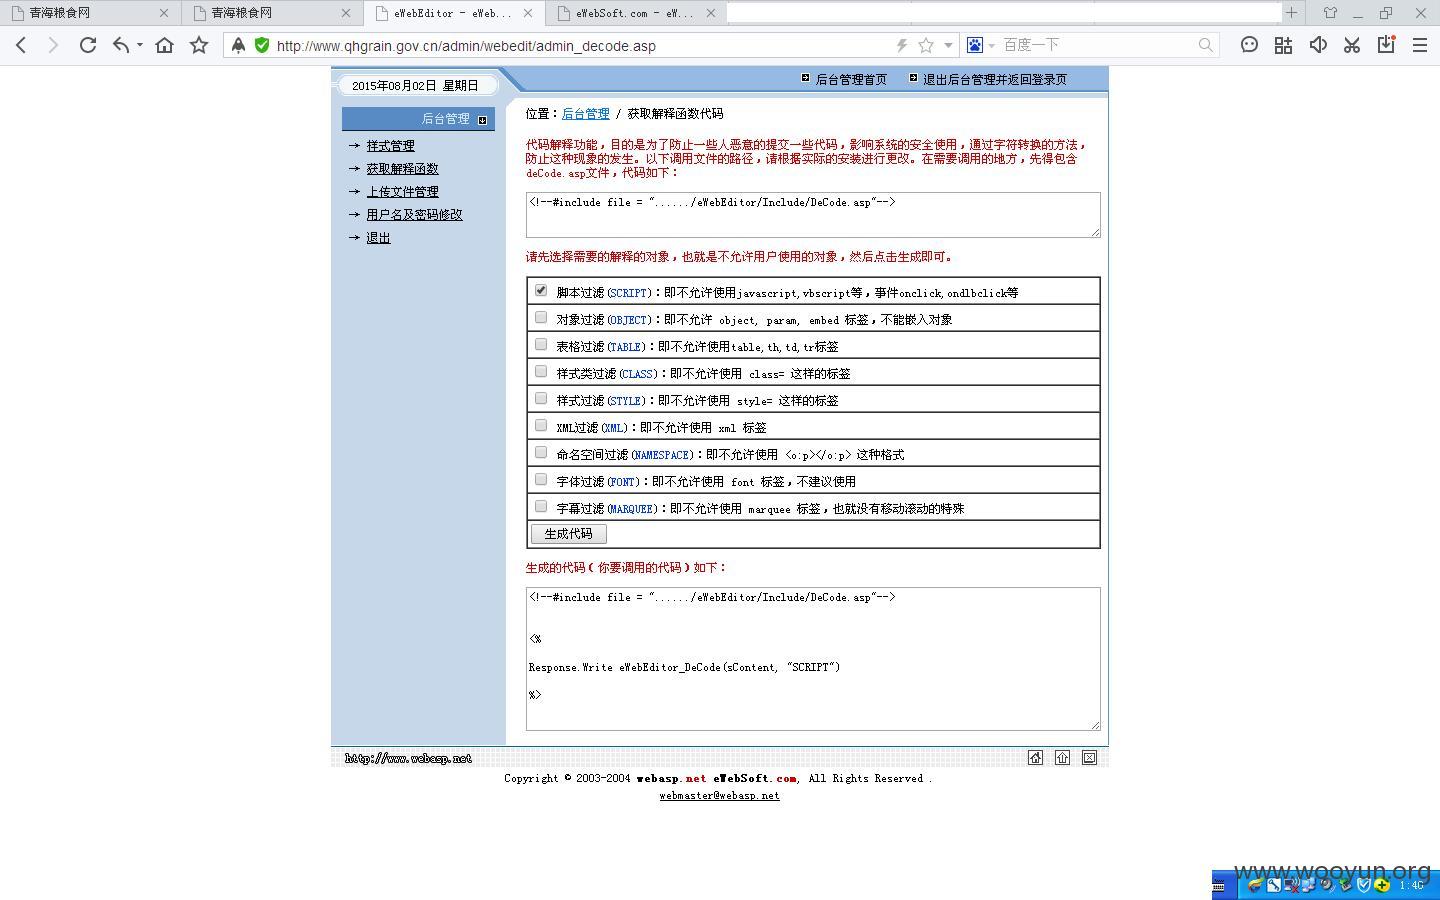 青海粮食网
青海粮食网
eWebEditor - eWeb...
eWebSoft.com - eW...
http://www.qhgrain.gov.cn/admin/webedit/admin_decode.asp
百度一下
2015年08月02日 星期日
后台管理首页
退出后台管理并返回登录页
后台管理
样式管理
获取解释函数
上传文件管理
用户名及密码修改
退出
位置：后台管理 / 获取解释函数代码
代码解释功能，目的是为了防止一些人恶意的提交一些代码，影响系统的安全使用，通过字符转换的方法，
防止这种现象的发生。以下调用文件的路径，请根据实际的安装进行更改。在需要调用的地方，先得包含
deCode.asp文件，代码如下：
<!--#include file = "....../eWebEditor/Include/DeCode.asp"-->
请先选择需要的解释的对象，也就是不允许用户使用的对象，然后点击生成即可。
脚本过滤(SCRIPT)：即不允许使用javascript,vbscript等，事件onclick,ondlbclick等
对象过滤(OBJECT)：即不允许 object, param, embed 标签，不能嵌入对象
表格过滤(TABLE)：即不允许使用table,th,td,tr标签
样式类过滤(CLASS)：即不允许使用 class= 这样的标签
样式过滤(STYLE)：即不允许使用 style= 这样的标签
XML过滤(XML)：即不允许使用 xml 标签
命名空间过滤(NAMESPACE)：即不允许使用 <o:p></o:p> 这种格式
字体过滤(FONT)：即不允许使用 font 标签，不建议使用
字幕过滤(MARQUEE)：即不允许使用 marquee 标签，也就没有移动滚动的特殊
生成代码
生成的代码（你要调用的代码）如下：
<!--#include file = "....../eWebEditor/Include/DeCode.asp"-->
<%
Response.Write eWebEditor_DeCode(sContent, "SCRIPT")
%>
http://www.webasp.net
Copyright © 2003-2004 webasp.net eWebSoft.com, All Rights Reserved .
webmaster@webasp.net
www.wooyun.org
1:46